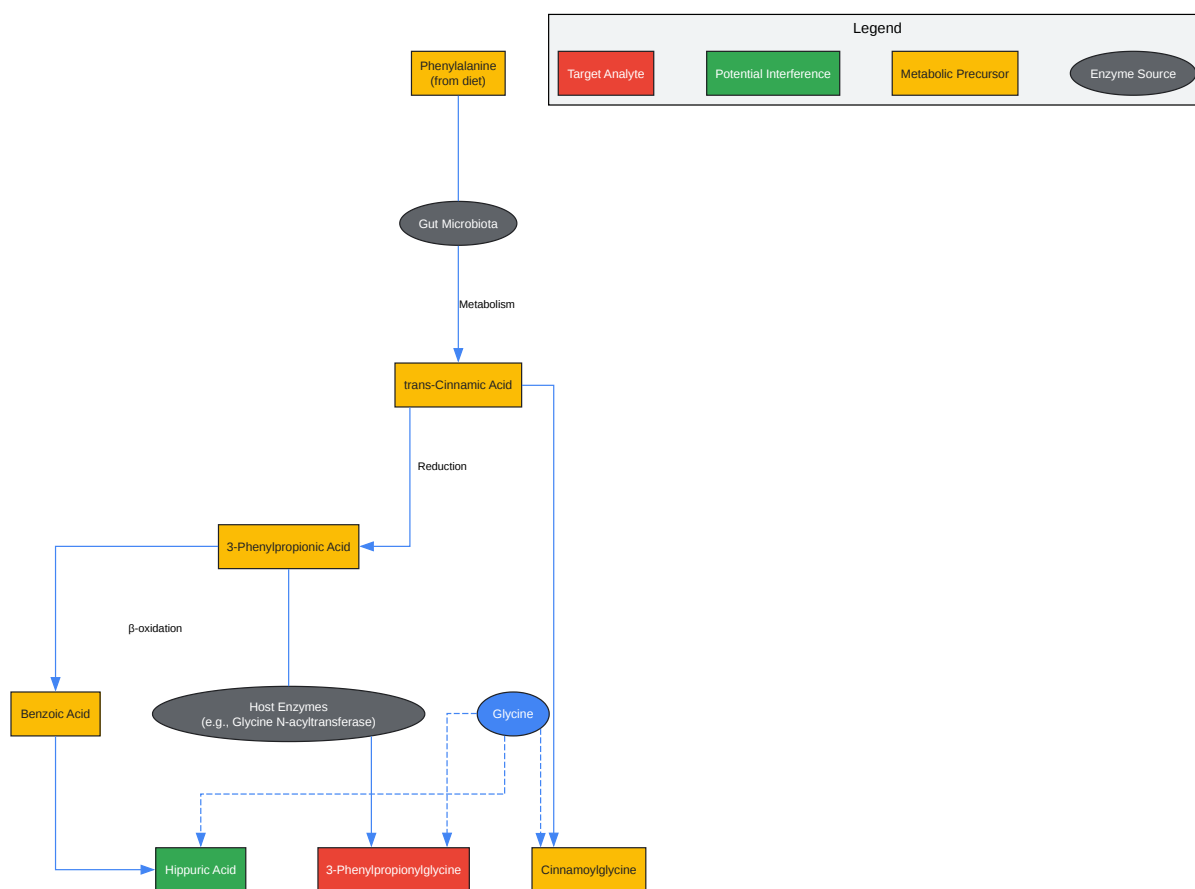 Legend
Phenylalanine
(from diet)
Target Analyte
Potential Interference
Metabolic Precursor
Enzyme Source
Gut Microbiota
Metabolism
trans-Cinnamic Acid
Reduction
3-Phenylpropionic Acid
β-oxidation
Benzoic Acid
Host Enzymes
(e.g., Glycine N-acyltransferase)
Glycine
Hippuric Acid
3-Phenylpropionylglycine
Cinnamoylglycine